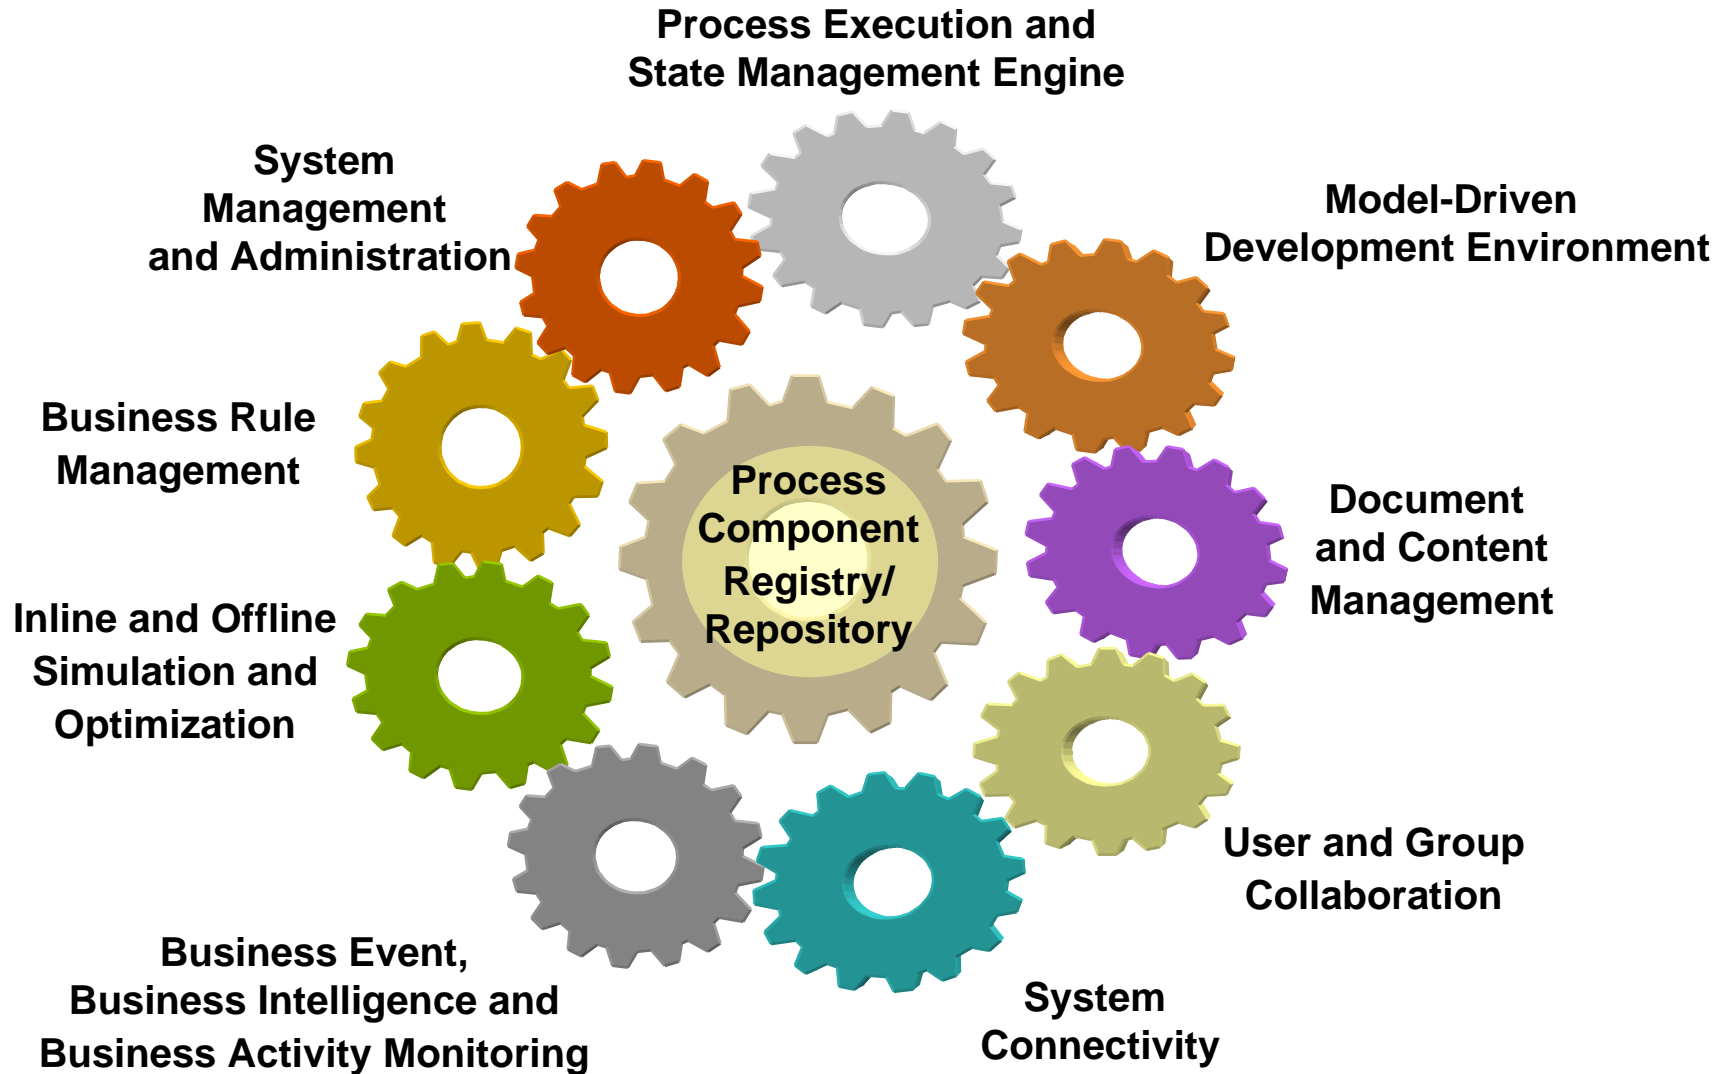 Process Execution and
State Management Engine
System
Management
and Administration
Model-Driven
Development Environment
Business Rule
Management
Process
Component
Registry/
Repository
Document
and Content
Management
Inline and Offline
Simulation and
Optimization
User and Group
Collaboration
Business Event,
Business Intelligence and
Business Activity Monitoring
System
Connectivity